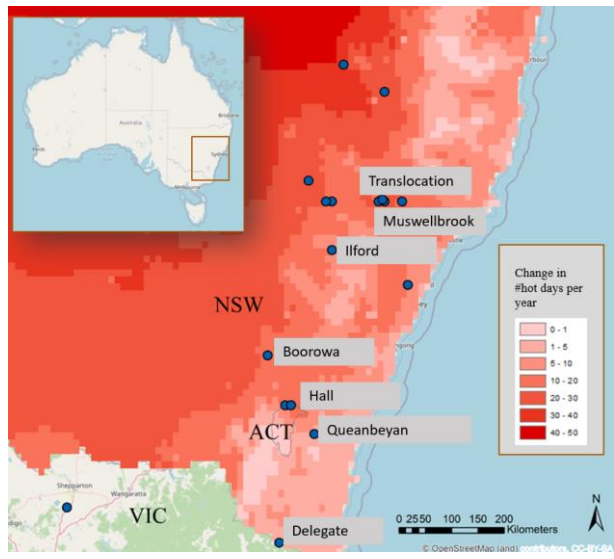 Australia
Brisbane
Perth
Sydney
Melbourne
Translocation
Muswellbrook
Ilford
NSW
Boorowa
Hall
ACT
Queanbeyan
Shepparton
Wangaratta
VIC
Delegate
Change in
#hot days per
year
0 - 1
1 - 5
5 - 10
10 - 20
20 - 30
30 - 40
40 - 50
N
0 25 50 100 150 200
Kilometers
© OpenStreetMap (and) contributors, CC-BY-SA